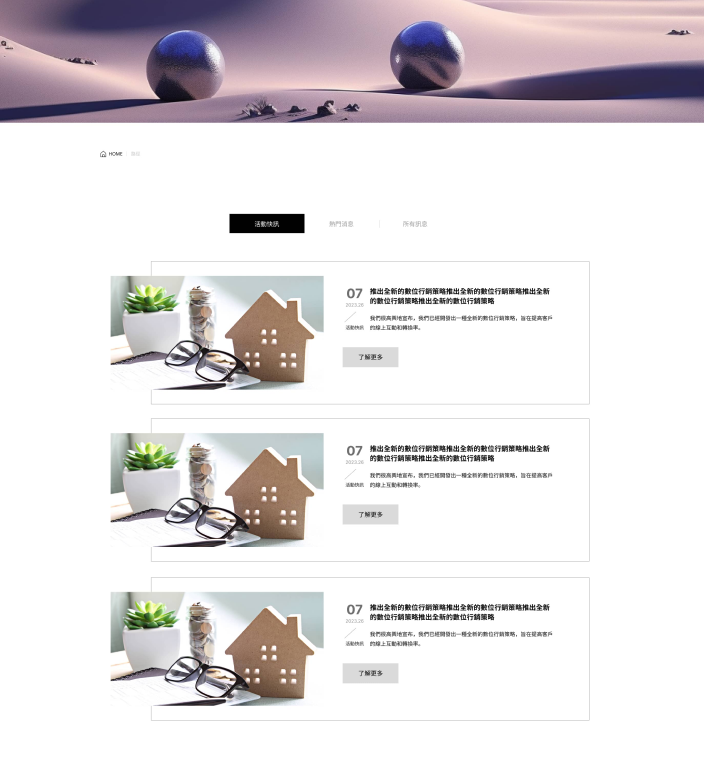 HOME
活動快訊
熱門消息
所有訊息
07
2023.28
活動快訊
推出全新的數位行銷策略推出全新的數位行銷策略推出全新
的數位行銷策略推出全新的數位行銷策略
我們很高興地宣布，我們已經開發出一種全新的數位行銷策略，旨在提高客戶
的線上互動和轉換率。
了解更多
07
2023.28
活動快訊
推出全新的數位行銷策略推出全新的數位行銷策略推出全新
的數位行銷策略推出全新的數位行銷策略
我們很高興地宣布，我們已經開發出一種全新的數位行銷策略，旨在提高客戶
的線上互動和轉換率。
了解更多
07
2023.28
活動快訊
推出全新的數位行銷策略推出全新的數位行銷策略推出全新
的數位行銷策略推出全新的數位行銷策略
我們很高興地宣布，我們已經開發出一種全新的數位行銷策略，旨在提高客戶
的線上互動和轉換率。
了解更多